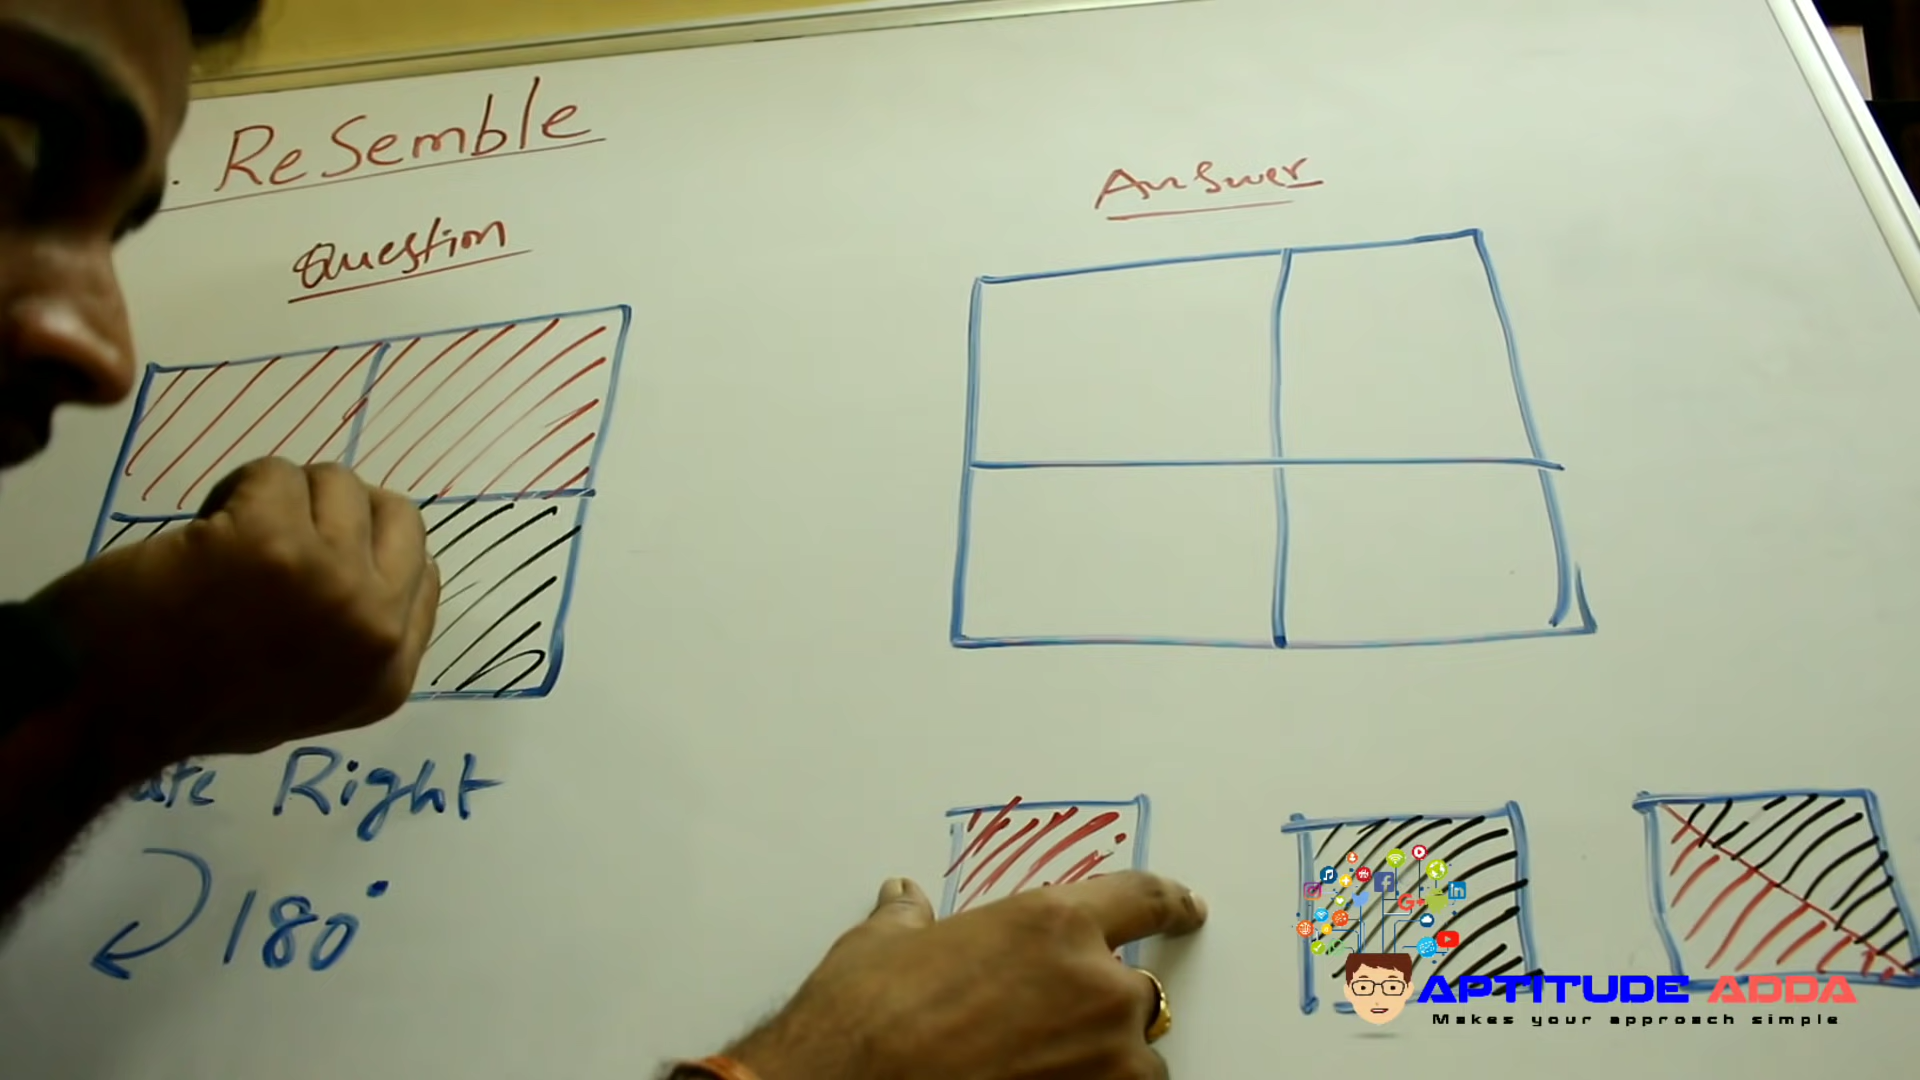 . ReSemble
Question
Answer
Right
180°
APTITUDE ADDA
Makes your approach simple